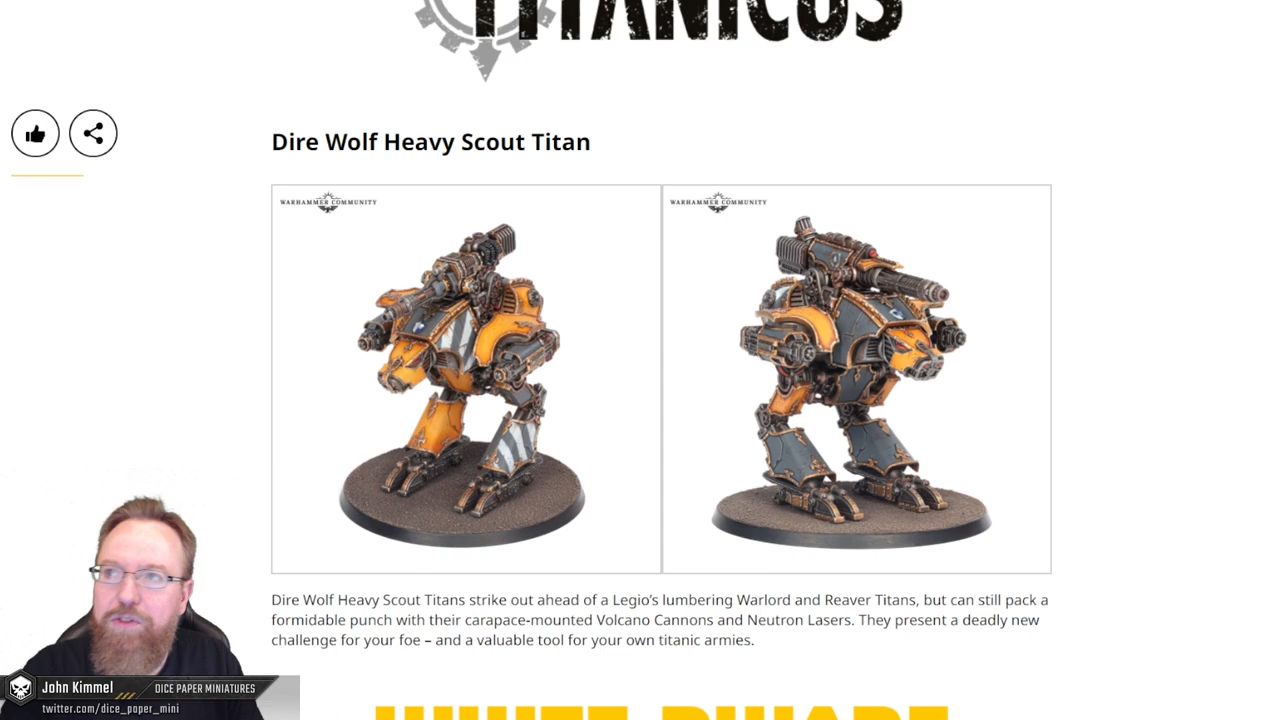 TITANICUS
Dire Wolf Heavy Scout Titan
WARHAMMER COMMUNITY
WARHAMMER COMMUNITY
Dire Wolf Heavy Scout Titans strike out ahead of a Legio’s lumbering Warlord and Reaver Titans, but can still pack a
formidable punch with their carapace-mounted Volcano Cannons and Neutron Lasers. They present a deadly new
challenge for your foe – and a valuable tool for your own titanic armies.
John Kimmel
DICE PAPER MINIATURES
twitter.com/dice_paper_mini
WHITE DWARF